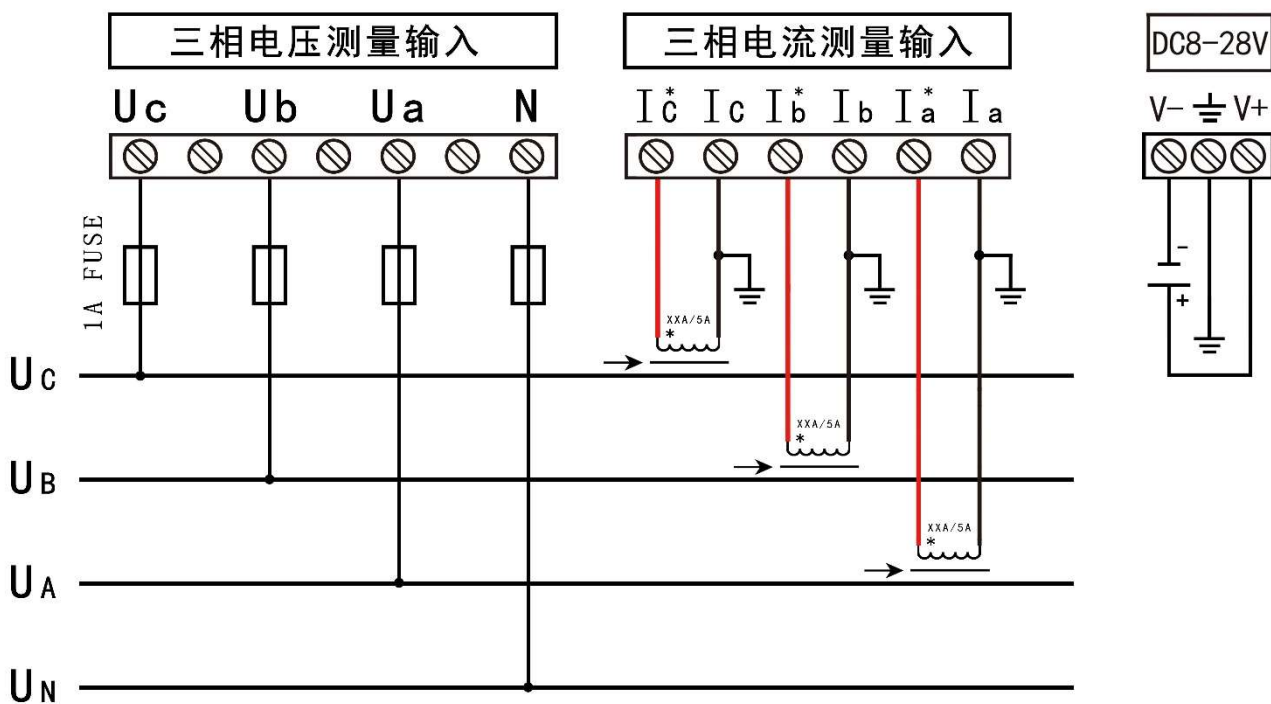 三相电压测量输入
三相电流测量输入
DC8-28V
Uc Ub Ua N
Ic* Ic Ib* Ib Ia* Ia
V- V+
1A FUSE
-
+
XXA/5A
*
UC
XXA/5A
*
UB
XXA/5A
*
UA
UN